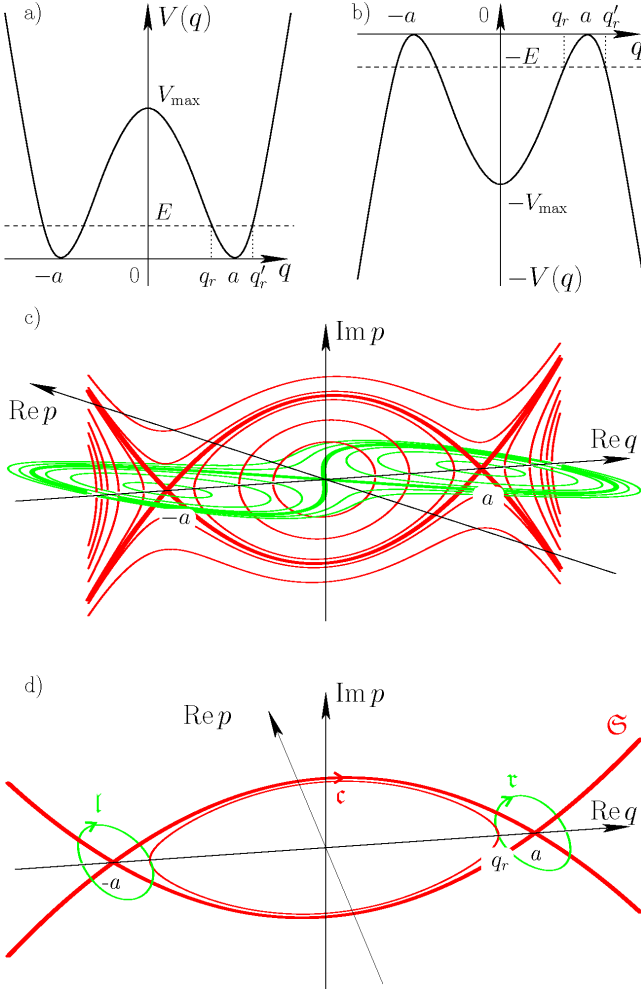 a)
V(q)
V_max
E
−a
0
q_r
a
q′_r
q
b)
−a
0
q_r
a
q′_r
q
−E
−V_max
−V(q)
c)
Im p
Re p
Re q
−a
a
d)
Re p
Im p
𝔖
𝔩
𝔠
𝔯
Re q
-a
q_r
a